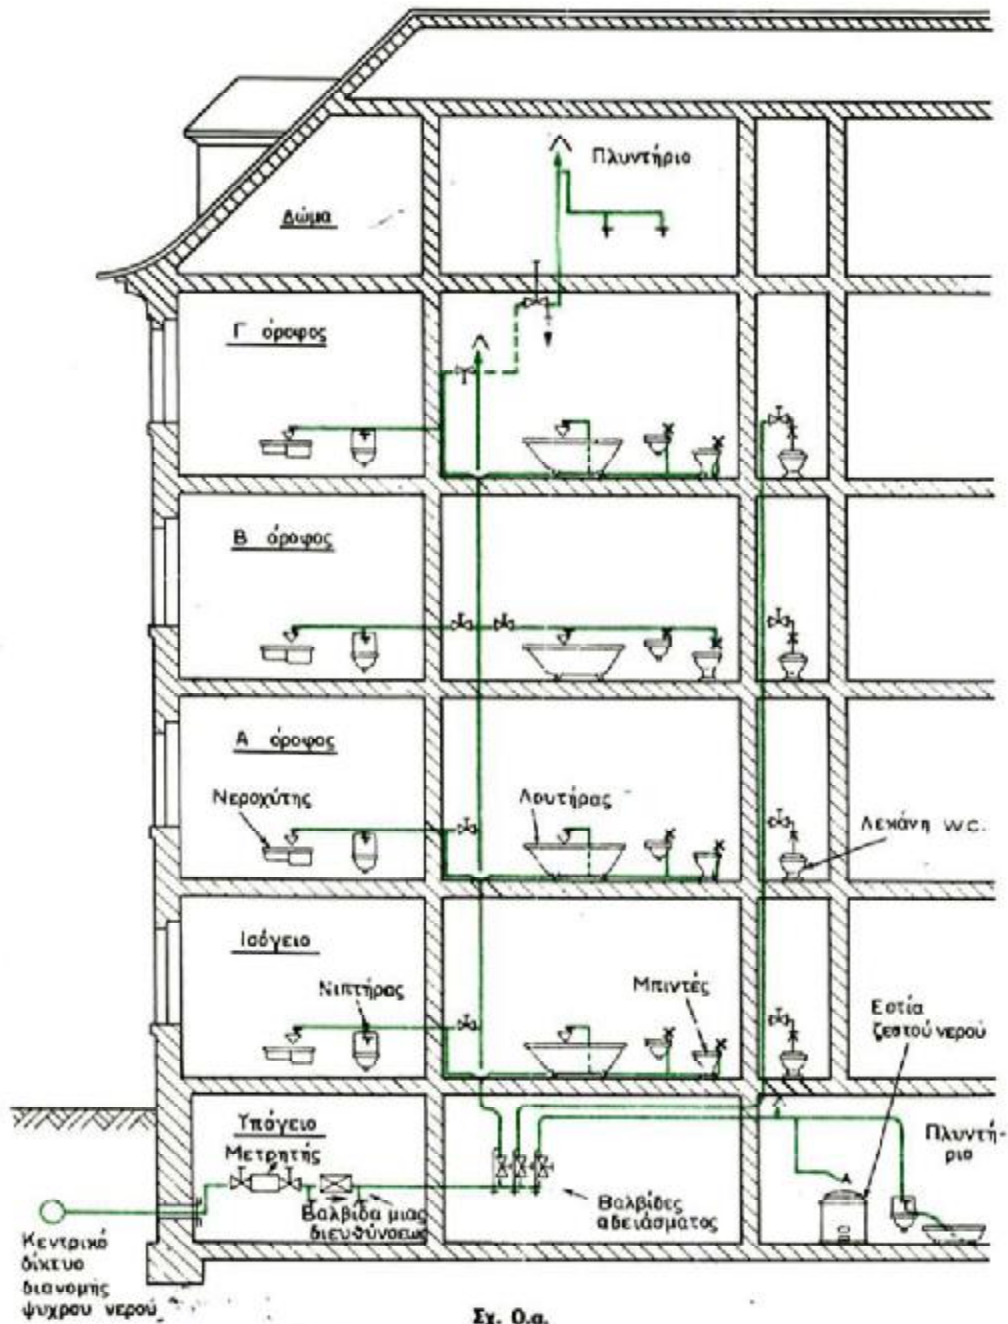 Πλυντήριο
Δώμα
Γ όροφος
Β όροφος
Α όροφος
Νεροχύτης
Λουτήρας
Λεκάνη W.C.
Ισόγειο
Νιπτήρας
Μπιντές
Εστία
ζεστού νερού
Υπόγειο
Μετρητής
Βαλβίδα μιας
διευθύνσεως
Βαλβίδες
αδειάσματος
Πλυντή-
ριο
Κεντρικό
δίκτυο
διανομής
ψυχρου νερού
Σχ. 0.α.